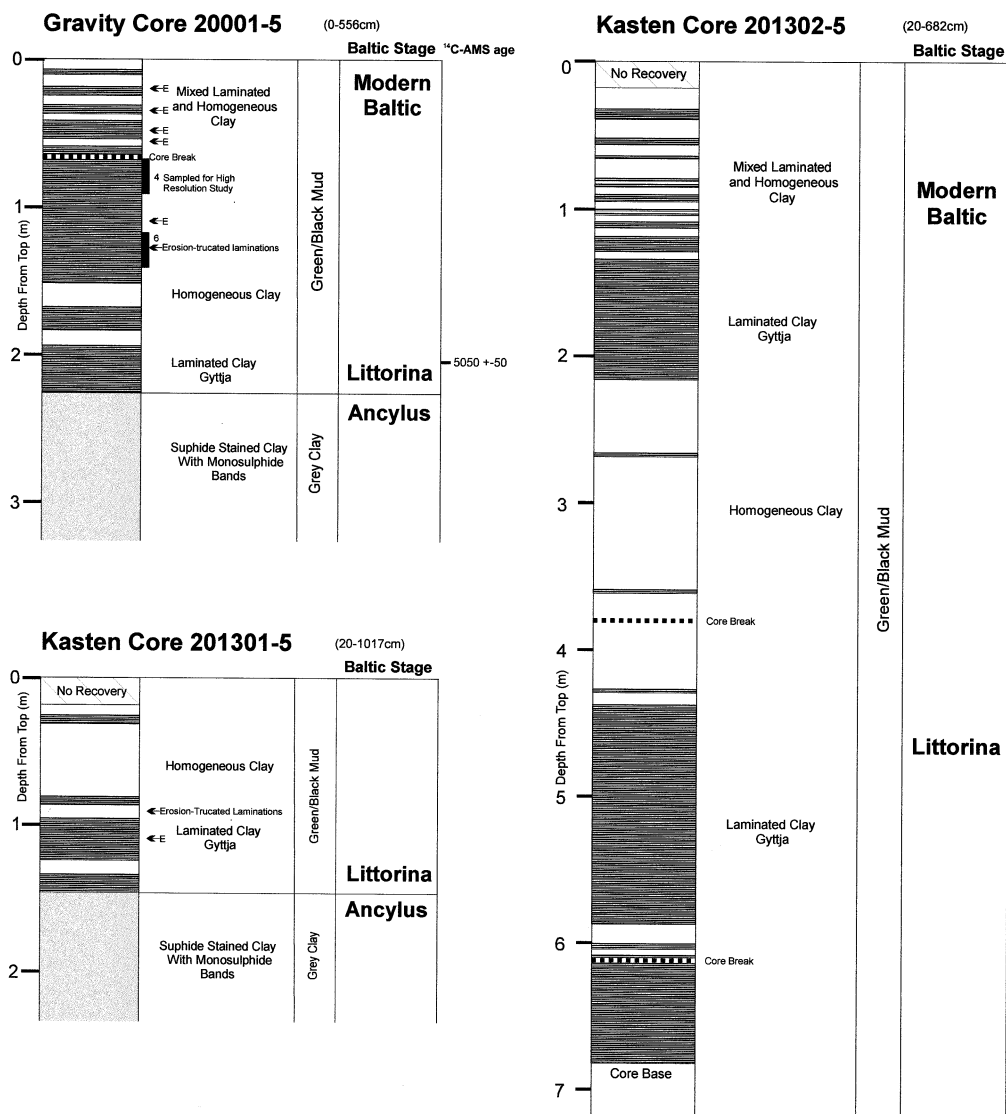 Gravity Core 20001-5
(0-556cm)
Baltic Stage
¹⁴C-AMS age
0
1
2
3
Depth From Top (m)
E
E
E
E
Core Break
4 Sampled for High
Resolution Study
E
6
Erosion-trucated laminations
Mixed Laminated
and Homogeneous
Clay
Homogeneous Clay
Laminated Clay
Gyttja
Suphide Stained Clay
With Monosulphide
Bands
Green/Black Mud
Grey Clay
Modern
Baltic
Littorina
Ancylus
5050 +-50
Kasten Core 201301-5
(20-1017cm)
Baltic Stage
0
1
2
Depth From Top (m)
No Recovery
Homogeneous Clay
Erosion-Trucated Laminations
E
Laminated Clay
Gyttja
Suphide Stained Clay
With Monosulphide
Bands
Green/Black Mud
Grey Clay
Littorina
Ancylus
Kasten Core 201302-5
(20-682cm)
Baltic Stage
0
1
2
3
4
5
6
7
Depth From Top (m)
No Recovery
Mixed Laminated
and Homogeneous
Clay
Laminated Clay
Gyttja
Homogeneous Clay
Core Break
Laminated Clay
Gyttja
Core Break
Core Base
Green/Black Mud
Modern
Baltic
Littorina